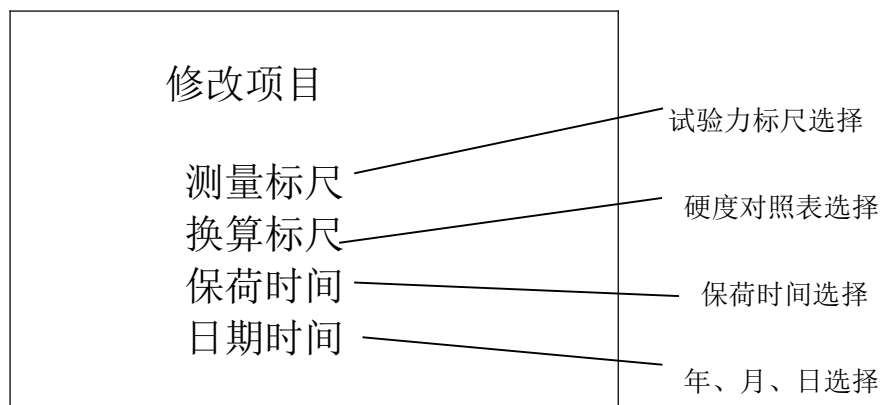 修改项目
测量标尺
换算标尺
保荷时间
日期时间
试验力标尺选择
硬度对照表选择
保荷时间选择
年、月、日选择